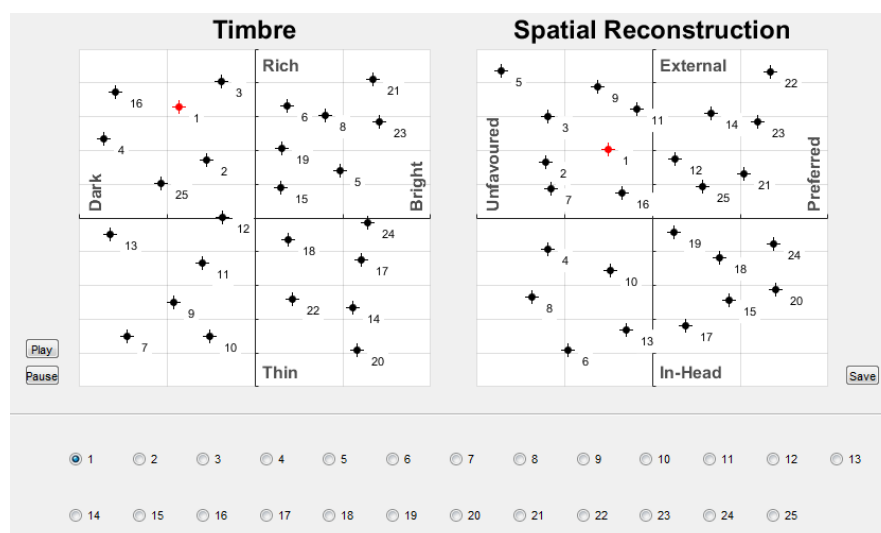 Timbre Spatial Reconstruction
Rich External
5 21 22
16 3 9
1 6 8 23 3 11 14 23
4 19 1
2 5 2 12 21
25 15 7 16 25
Dark Bright Unfavoured Preferred
12
13 18 24 19 24
11 17 4 18
10
9 22 14 8 15 20
7 10 13 17
Play 20 6
Pause Thin In-Head Save
1 2 3 4 5 6 7 8 9 10 11 12 13
14 15 16 17 18 19 20 21 22 23 24 25